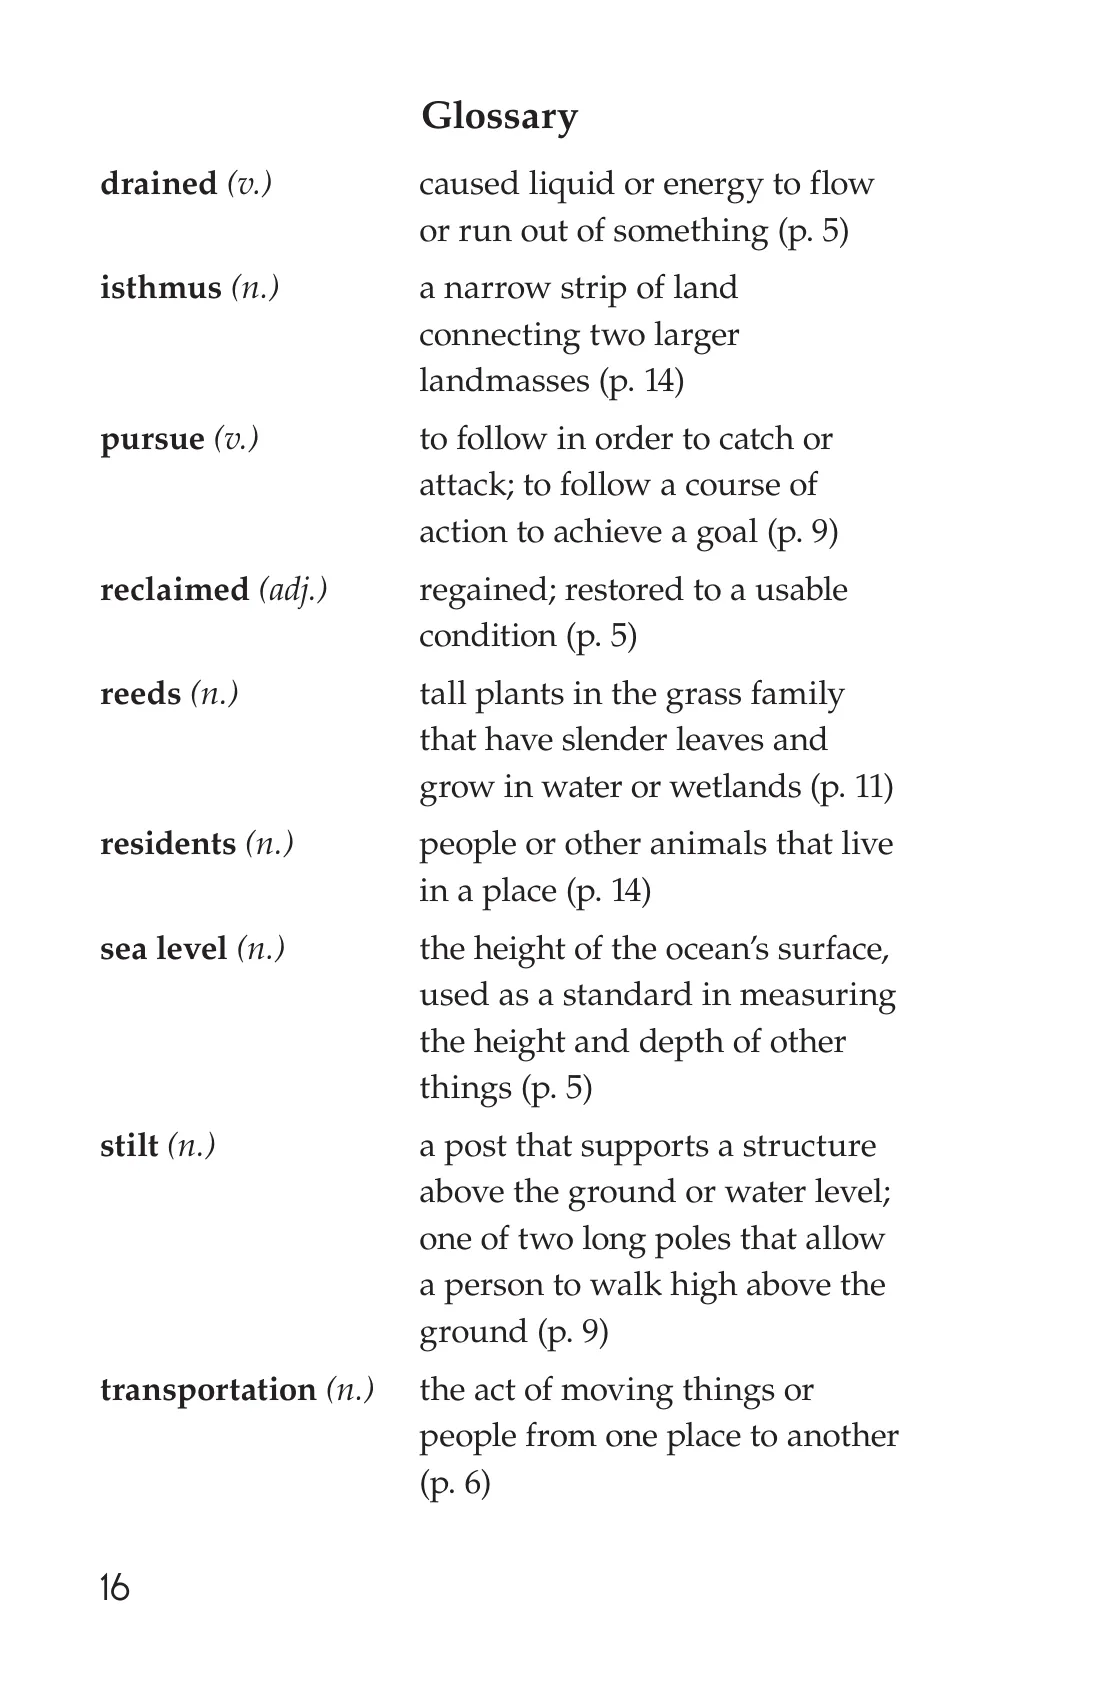 Glossary
drained (v.) caused liquid or energy to flow
or run out of something (p. 5)
isthmus (n.) a narrow strip of land
connecting two larger
landmasses (p. 14)
pursue (v.) to follow in order to catch or
attack; to follow a course of
action to achieve a goal (p. 9)
reclaimed (adj.) regained; restored to a usable
condition (p. 5)
reeds (n.) tall plants in the grass family
that have slender leaves and
grow in water or wetlands (p. 11)
residents (n.) people or other animals that live
in a place (p. 14)
sea level (n.) the height of the ocean’s surface,
used as a standard in measuring
the height and depth of other
things (p. 5)
stilt (n.) a post that supports a structure
above the ground or water level;
one of two long poles that allow
a person to walk high above the
ground (p. 9)
transportation (n.) the act of moving things or
people from one place to another
(p. 6)
16